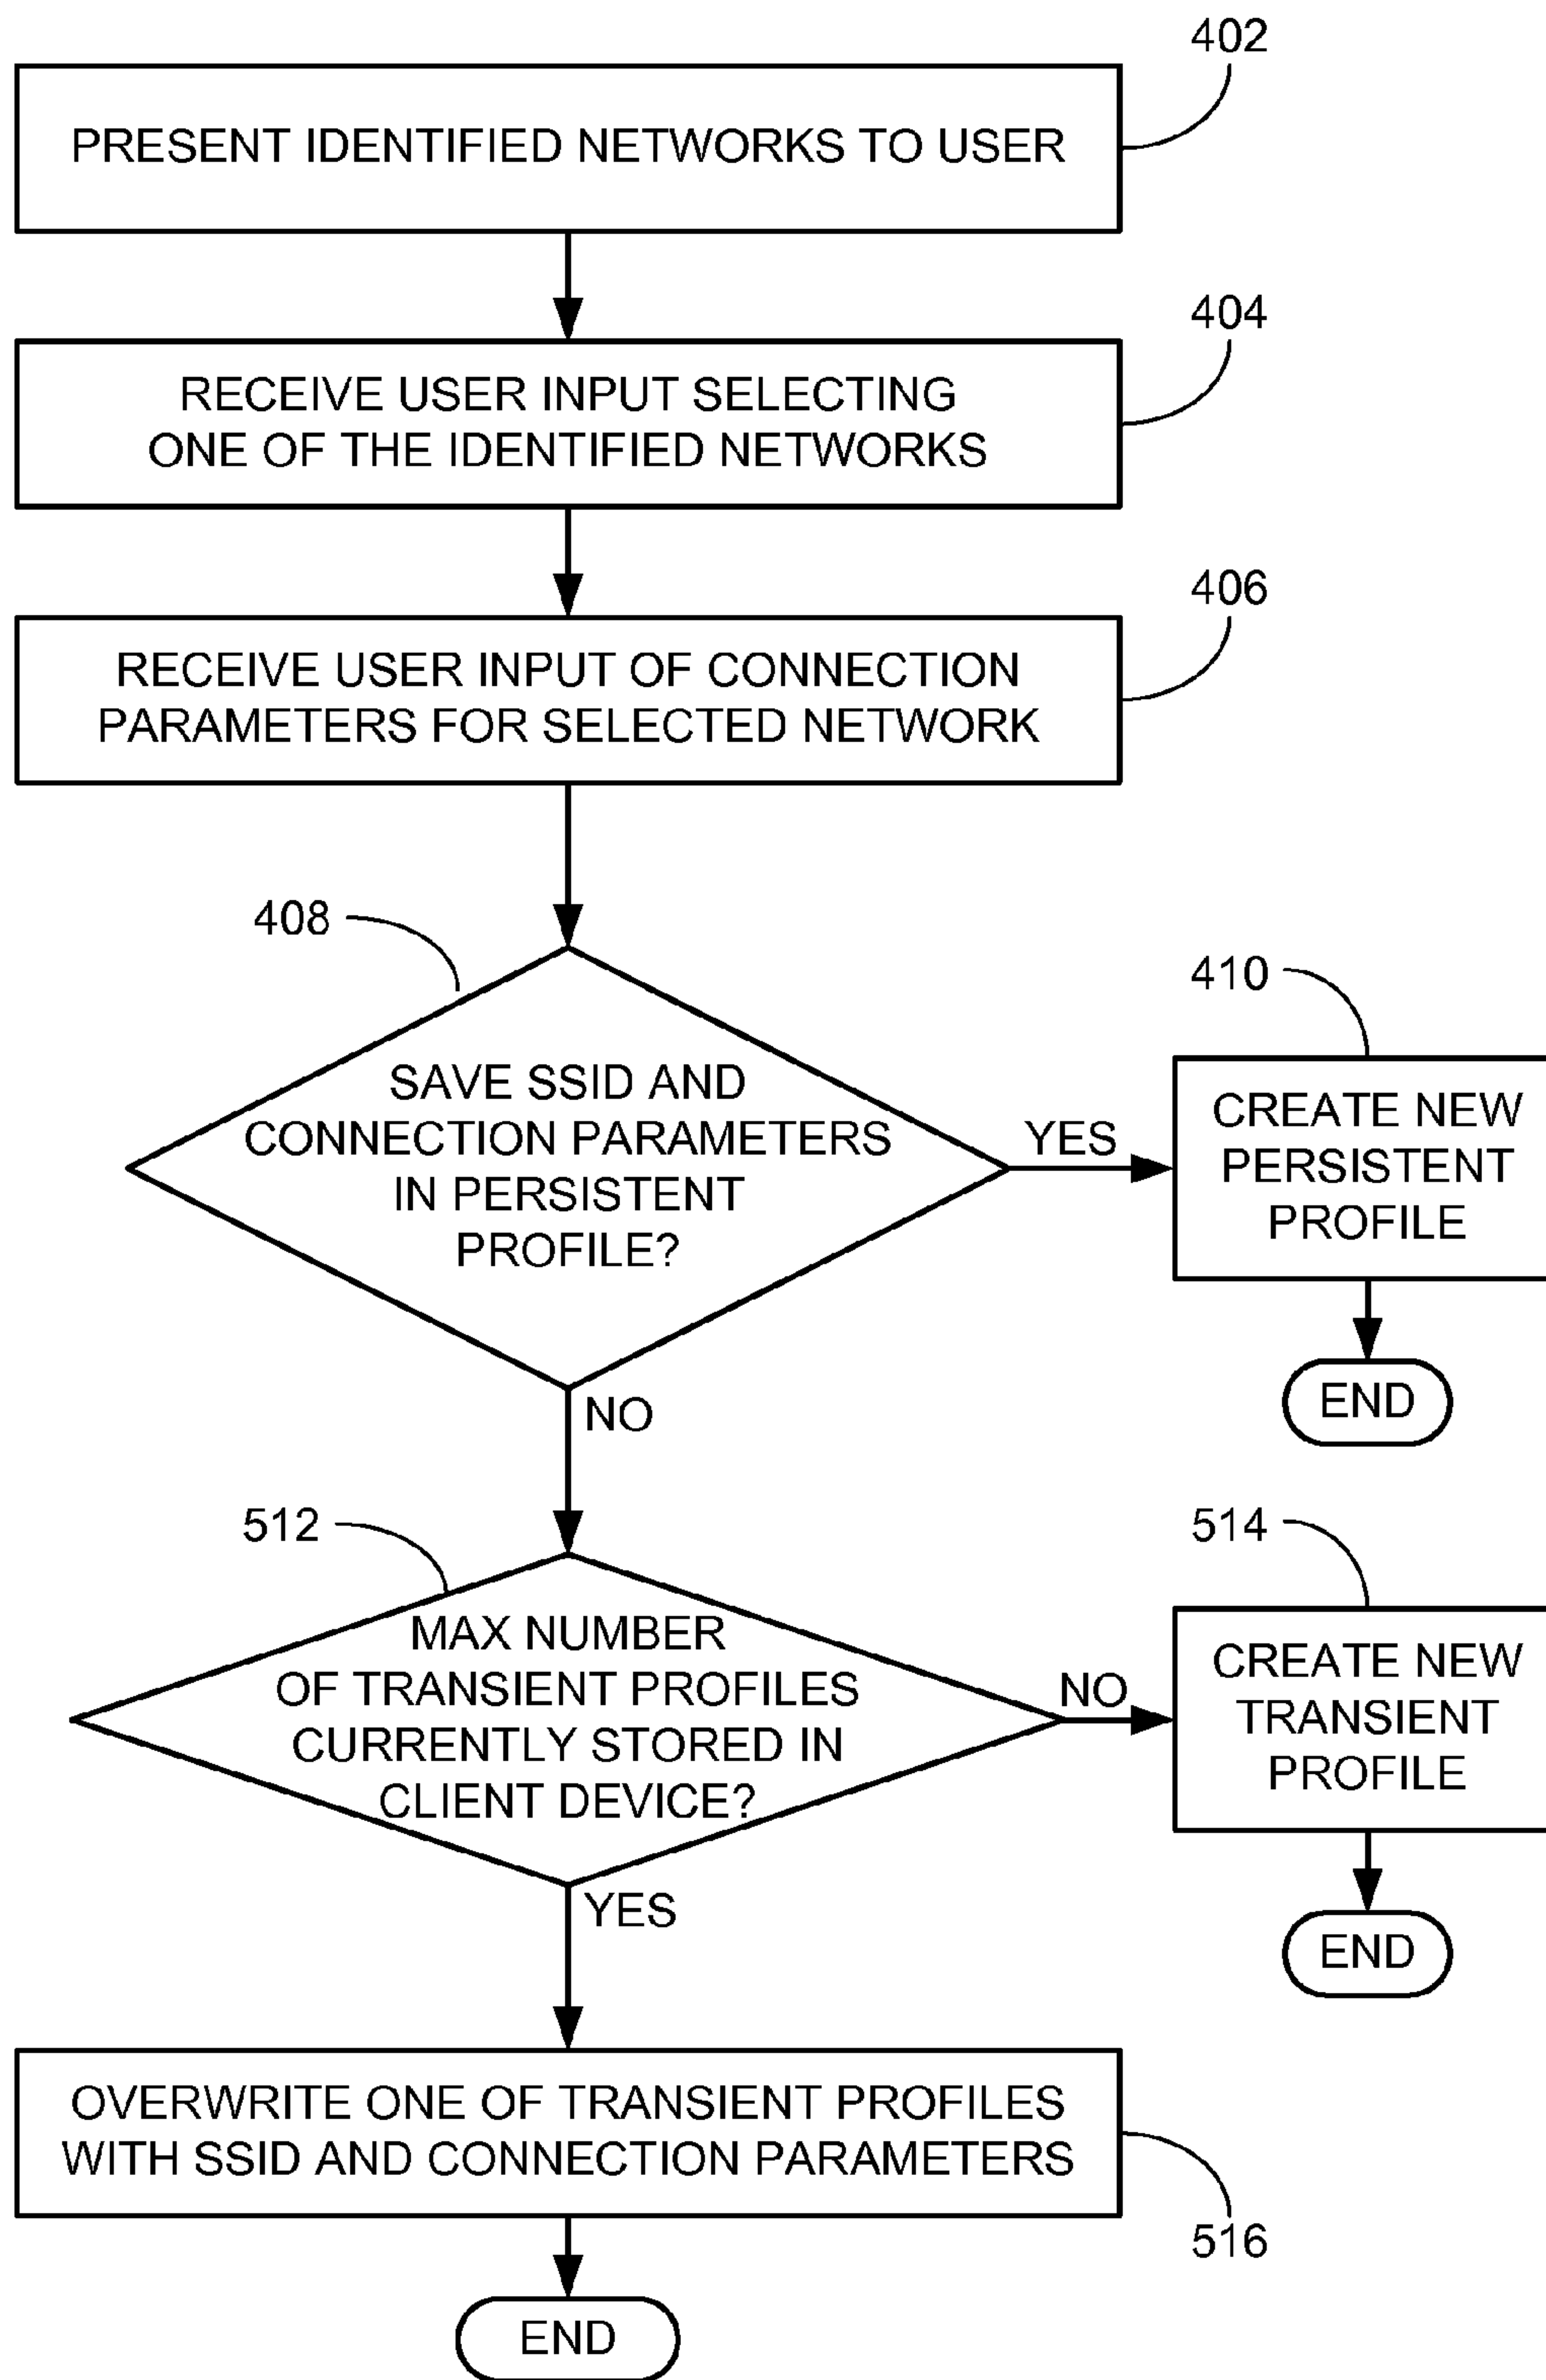 402
PRESENT IDENTIFIED NETWORKS TO USER
404
RECEIVE USER INPUT SELECTING
ONE OF THE IDENTIFIED NETWORKS
406
RECEIVE USER INPUT OF CONNECTION
PARAMETERS FOR SELECTED NETWORK
408
SAVE SSID AND
CONNECTION PARAMETERS
IN PERSISTENT
PROFILE?
YES
410
CREATE NEW
PERSISTENT
PROFILE
END
NO
512
MAX NUMBER
OF TRANSIENT PROFILES
CURRENTLY STORED IN
CLIENT DEVICE?
NO
514
CREATE NEW
TRANSIENT
PROFILE
END
YES
OVERWRITE ONE OF TRANSIENT PROFILES
WITH SSID AND CONNECTION PARAMETERS
516
END